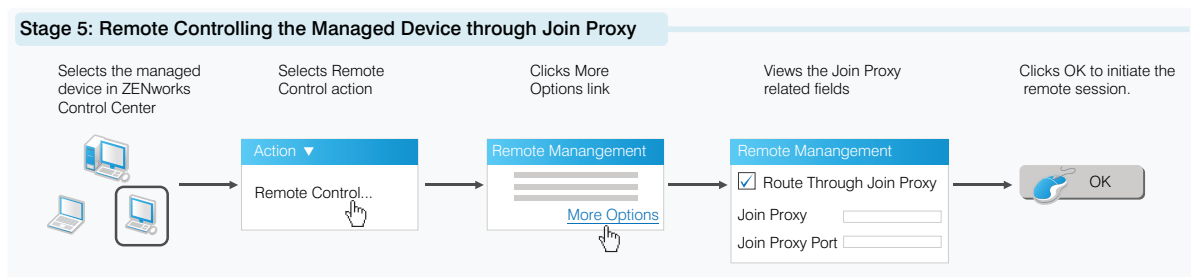 Stage 5: Remote Controlling the Managed Device through Join Proxy
Selects the managed
device in ZENworks
Control Center
Selects Remote
Control action
Clicks More
Options link
Views the Join Proxy
related fields
Clicks OK to initiate the
remote session.
Action ▼
Remote Control...
Remote Manangement
More Options
Remote Manangement
Route Through Join Proxy
Join Proxy
Join Proxy Port
OK